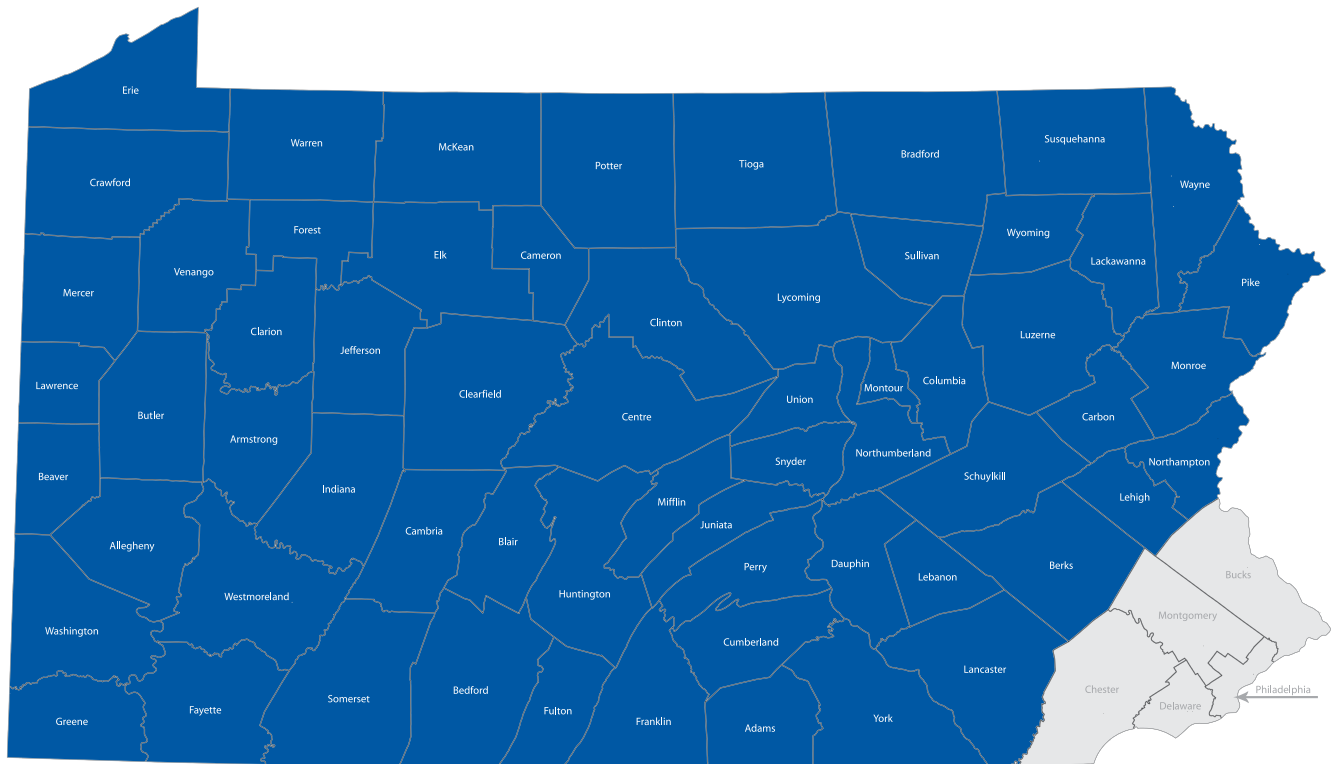 Erie
Warren
McKean
Potter
Tioga
Bradford
Susquehanna
Wayne
Crawford
Forest
Elk
Cameron
Sullivan
Wyoming
Lackawanna
Pike
Venango
Mercer
Lycoming
Clinton
Clarion
Jefferson
Luzerne
Monroe
Lawrence
Butler
Clearfield
Centre
Union
Montour
Columbia
Carbon
Armstrong
Northumberland
Snyder
Schuylkill
Northampton
Lehigh
Beaver
Indiana
Mifflin
Juniata
Cambria
Blair
Allegheny
Perry
Dauphin
Lebanon
Berks
Bucks
Westmoreland
Huntington
Montgomery
Washington
Cumberland
Lancaster
Chester
Philadelphia
Delaware
Greene
Fayette
Somerset
Bedford
Fulton
Franklin
Adams
York